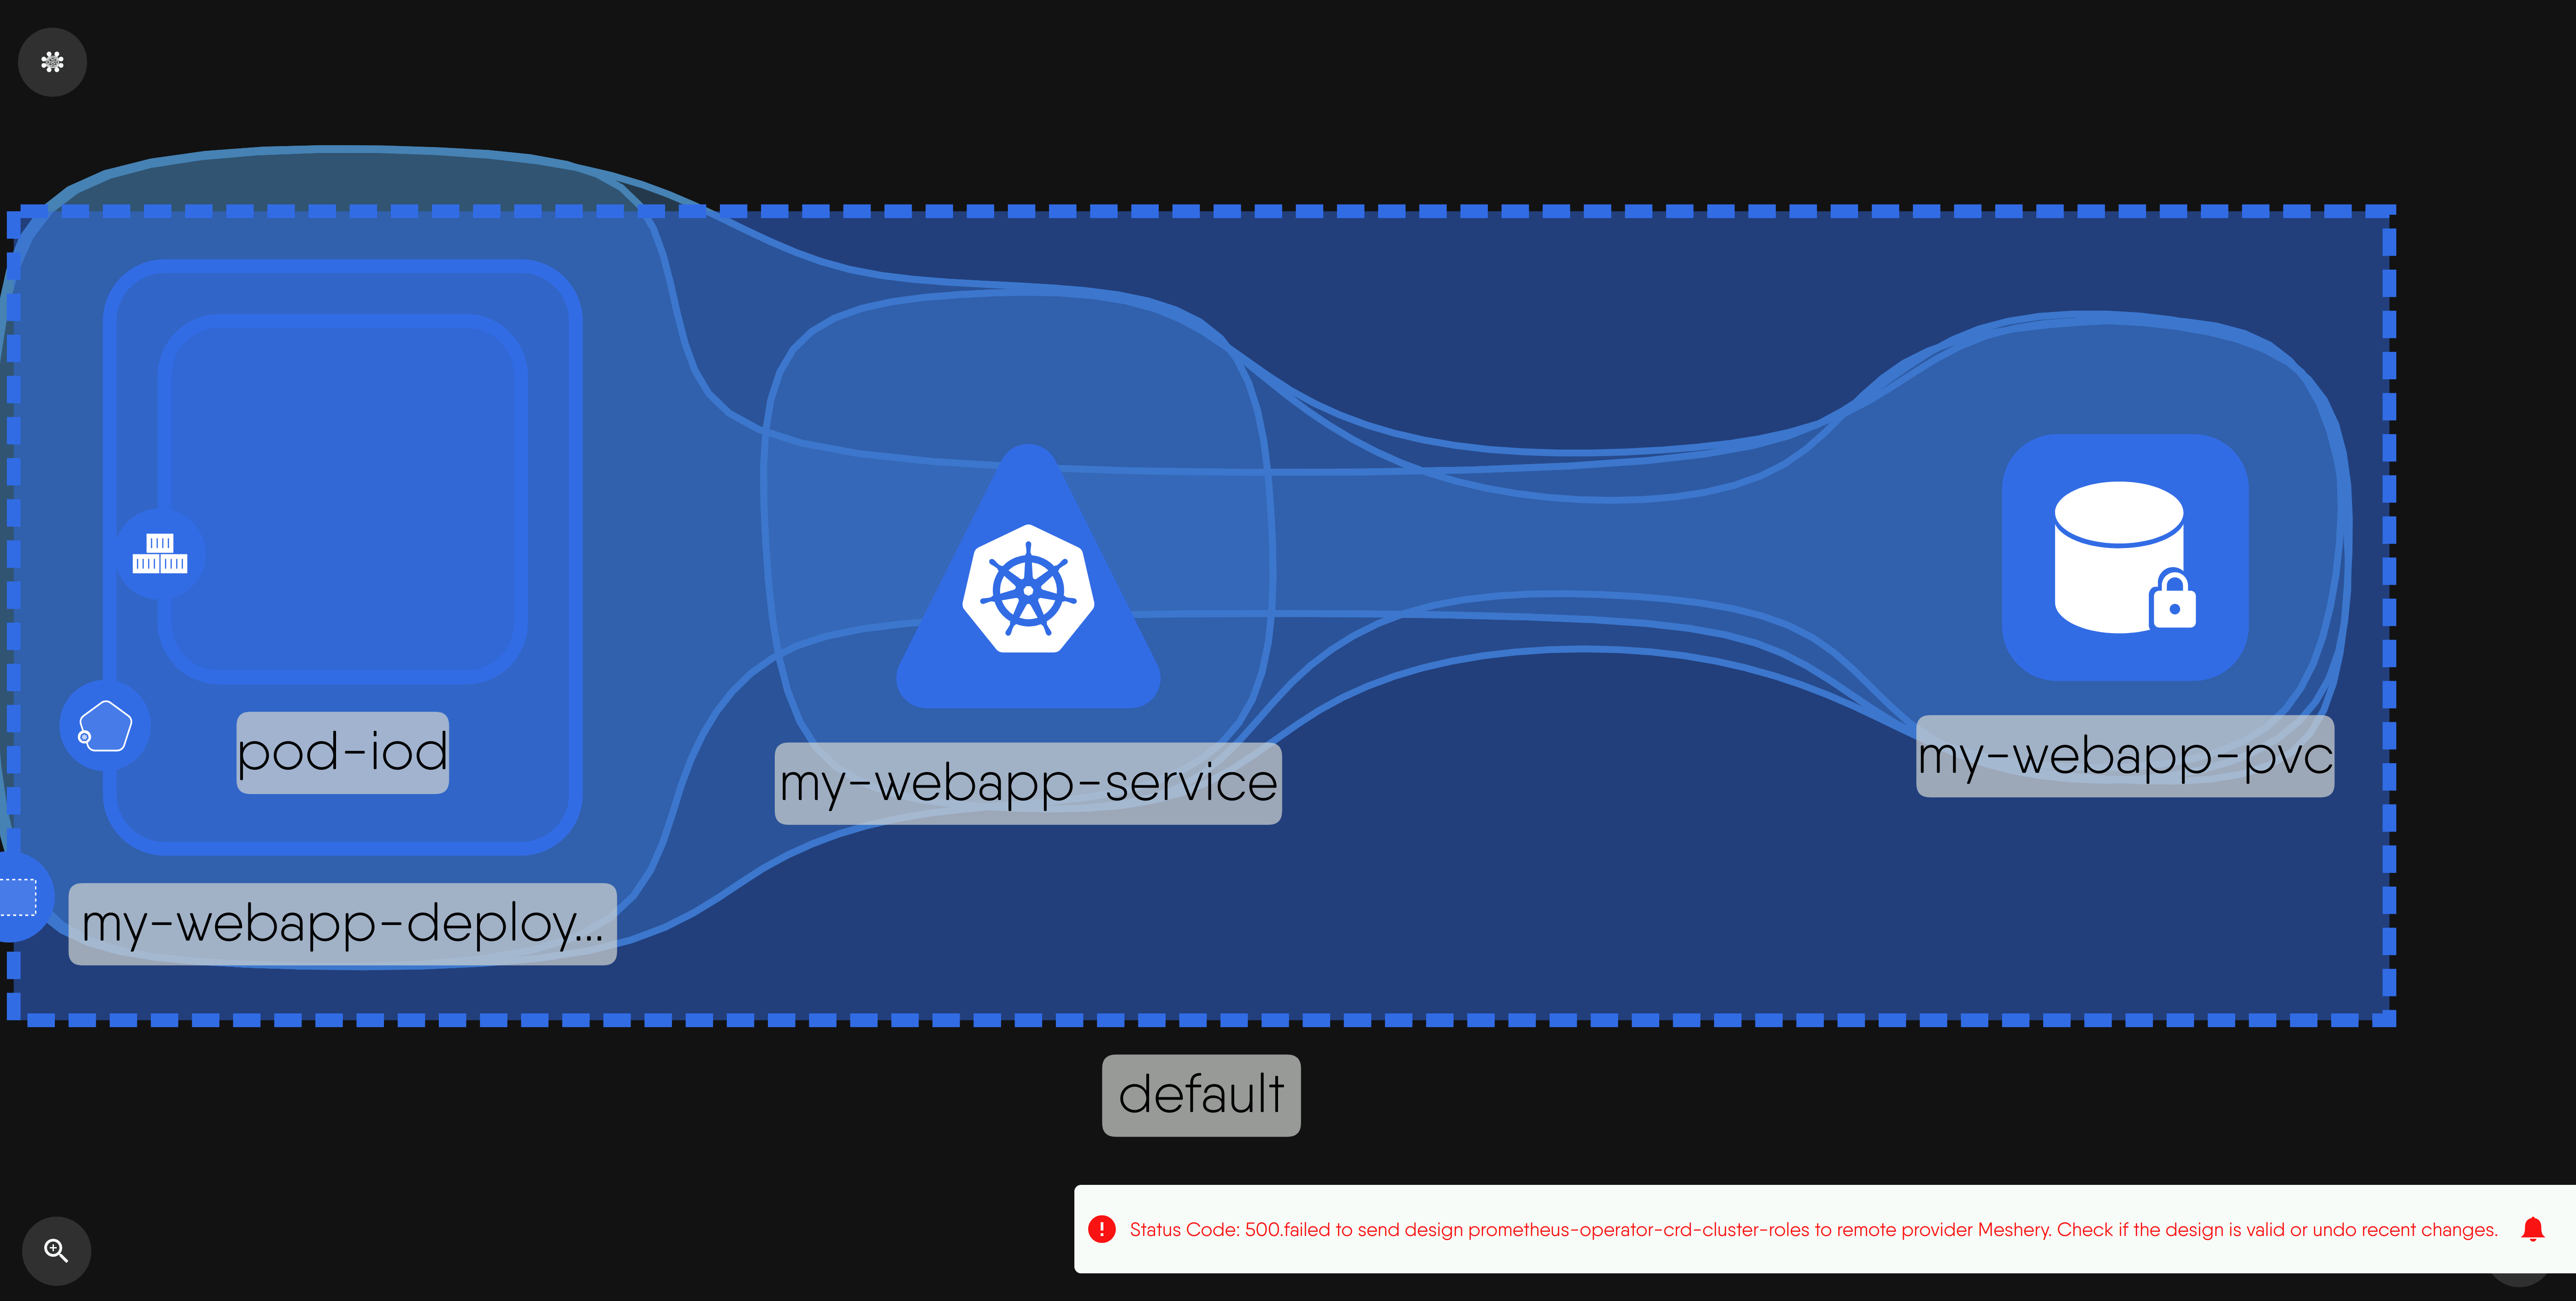 pod-iod
my-webapp-service
my-webapp-pvc
my-webapp-deploy...
default
Status Code: 500.failed to send design prometheus-operator-crd-cluster-roles to remote provider Meshery. Check if the design is valid or undo recent changes.